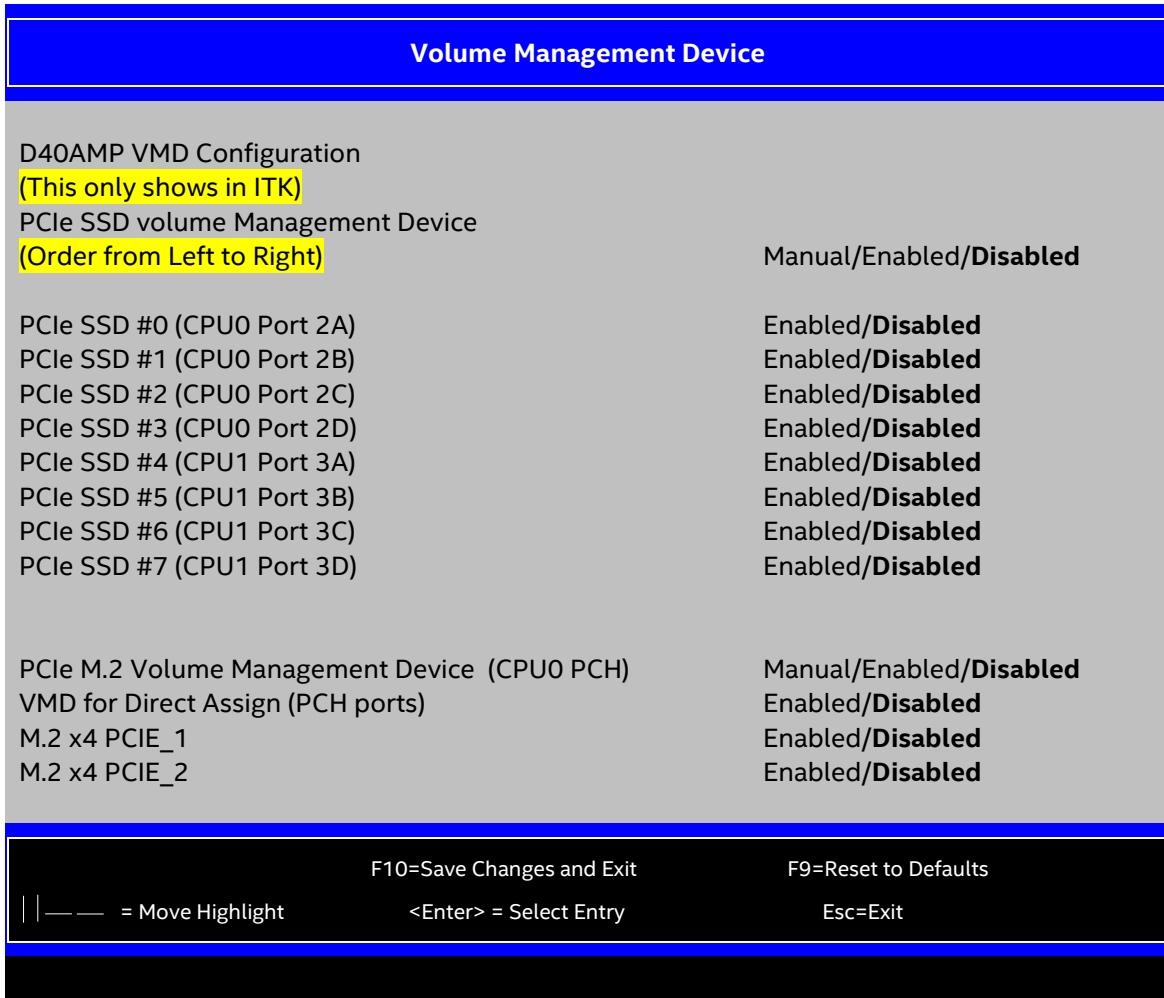 Volume Management Device
D40AMP VMD Configuration
(This only shows in ITK)
PCIe SSD volume Management Device
(Order from Left to Right) Manual/Enabled/Disabled
PCIe SSD #0 (CPU0 Port 2A) Enabled/Disabled
PCIe SSD #1 (CPU0 Port 2B) Enabled/Disabled
PCIe SSD #2 (CPU0 Port 2C) Enabled/Disabled
PCIe SSD #3 (CPU0 Port 2D) Enabled/Disabled
PCIe SSD #4 (CPU1 Port 3A) Enabled/Disabled
PCIe SSD #5 (CPU1 Port 3B) Enabled/Disabled
PCIe SSD #6 (CPU1 Port 3C) Enabled/Disabled
PCIe SSD #7 (CPU1 Port 3D) Enabled/Disabled
PCIe M.2 Volume Management Device (CPU0 PCH) Manual/Enabled/Disabled
VMD for Direct Assign (PCH ports) Enabled/Disabled
M.2 x4 PCIE_1 Enabled/Disabled
M.2 x4 PCIE_2 Enabled/Disabled
F10=Save Changes and Exit F9=Reset to Defaults
= Move Highlight <Enter> = Select Entry Esc=Exit